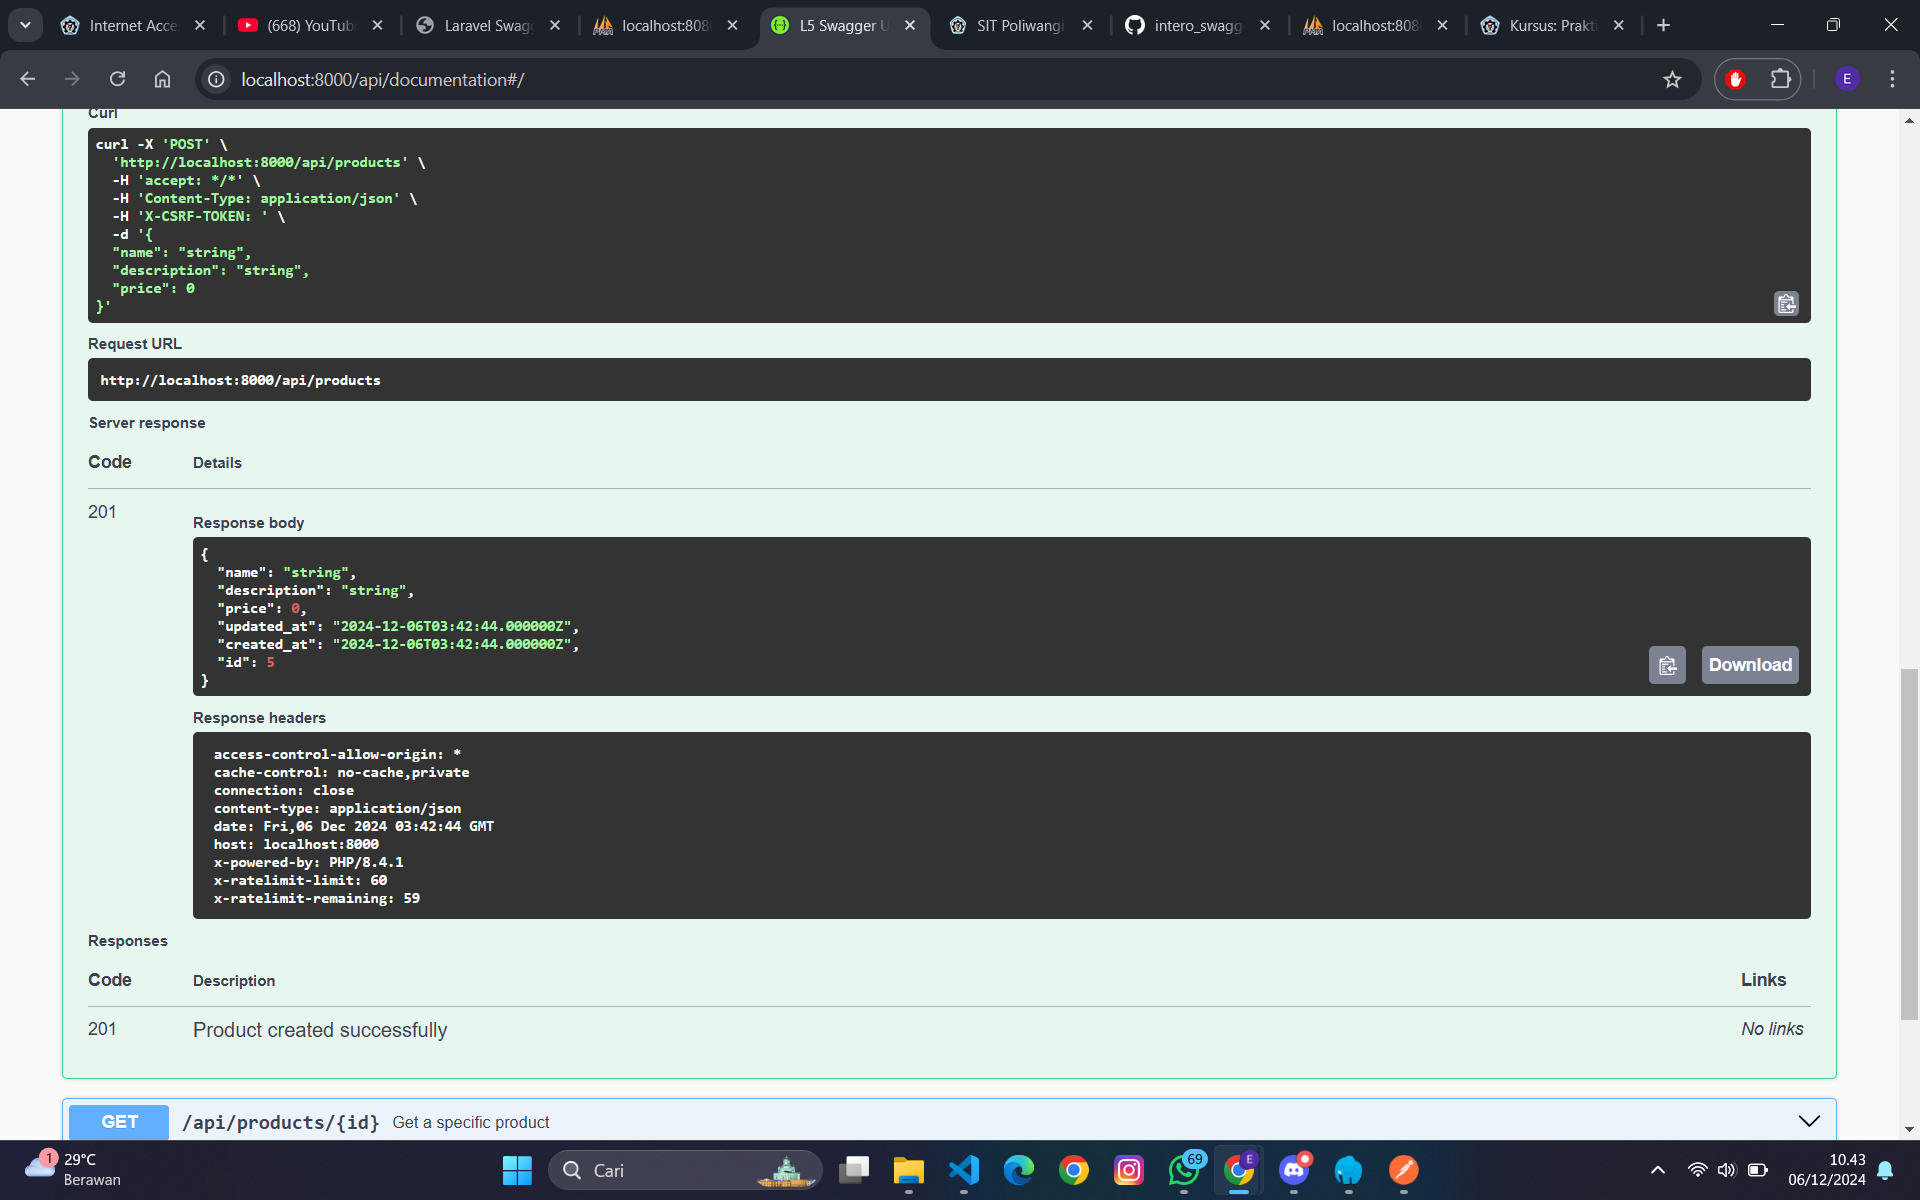 Internet Acce
(668) YouTub
Laravel Swag
localhost:808
L5 Swagger U
SIT Poliwangi
intero_swagg
localhost:808
Kursus: Prakt
localhost:8000/api/documentation#/
E
Curl
curl -X 'POST' \
'http://localhost:8000/api/products' \
-H 'accept: */*' \
-H 'Content-Type: application/json' \
-H 'X-CSRF-TOKEN: ' \
-d '{
"name": "string",
"description": "string",
"price": 0
}'
Request URL
http://localhost:8000/api/products
Server response
Code Details
201
Response body
{
"name": "string",
"description": "string",
"price": 0,
"updated_at": "2024-12-06T03:42:44.000000Z",
"created_at": "2024-12-06T03:42:44.000000Z",
"id": 5
}
Download
Response headers
access-control-allow-origin: *
cache-control: no-cache,private
connection: close
content-type: application/json
date: Fri,06 Dec 2024 03:42:44 GMT
host: localhost:8000
x-powered-by: PHP/8.4.1
x-ratelimit-limit: 60
x-ratelimit-remaining: 59
Responses
Code Description Links
201 Product created successfully No links
GET /api/products/{id} Get a specific product
1
29°C
Berawan
Cari
69
E
10.43
06/12/2024